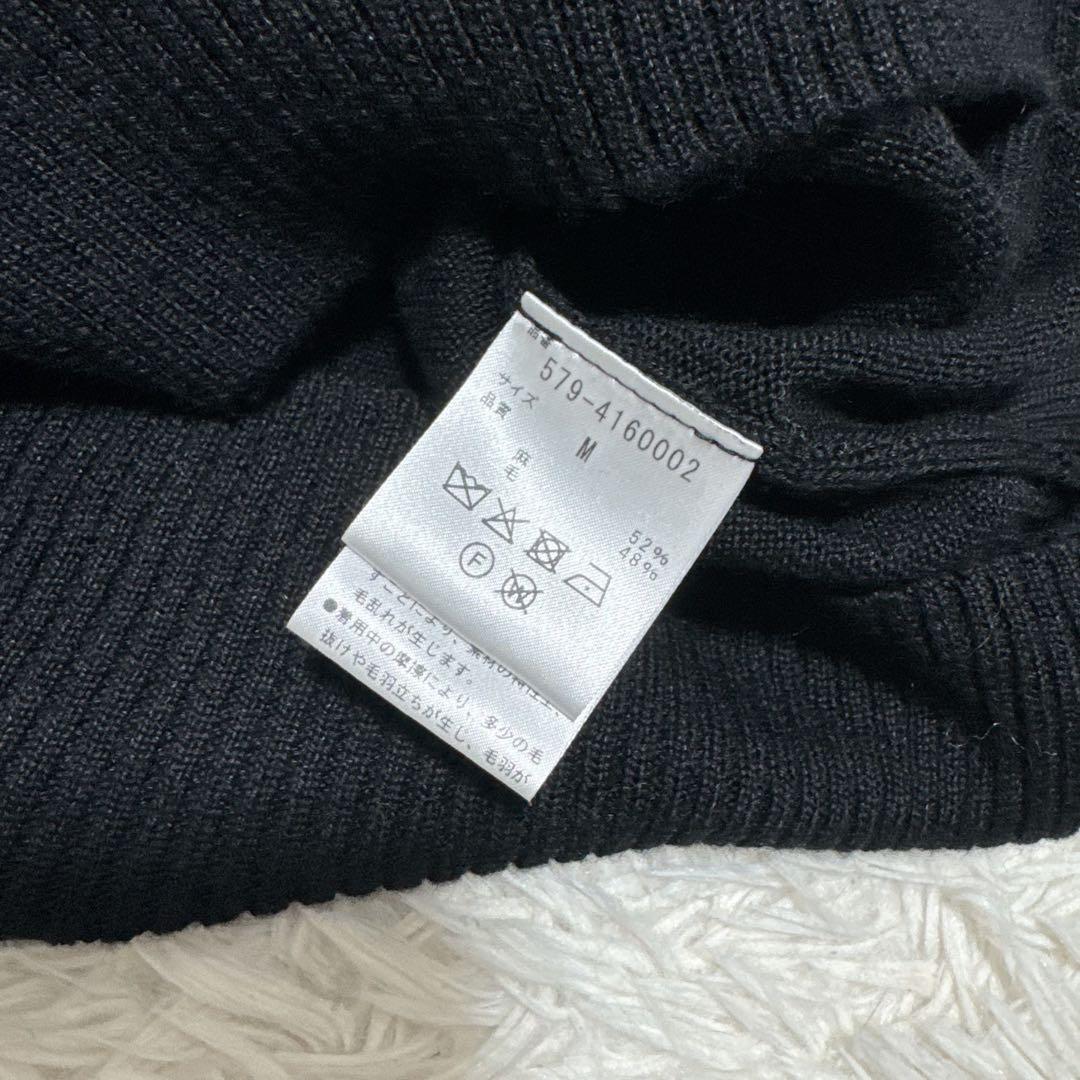 品番
579-4160002
サイズ M
品質
麻 52%
毛 48%
F
W
毛乱れが生じます。
●着用中の摩擦により、多少の毛
抜けや毛羽立ちが生じ、毛羽が